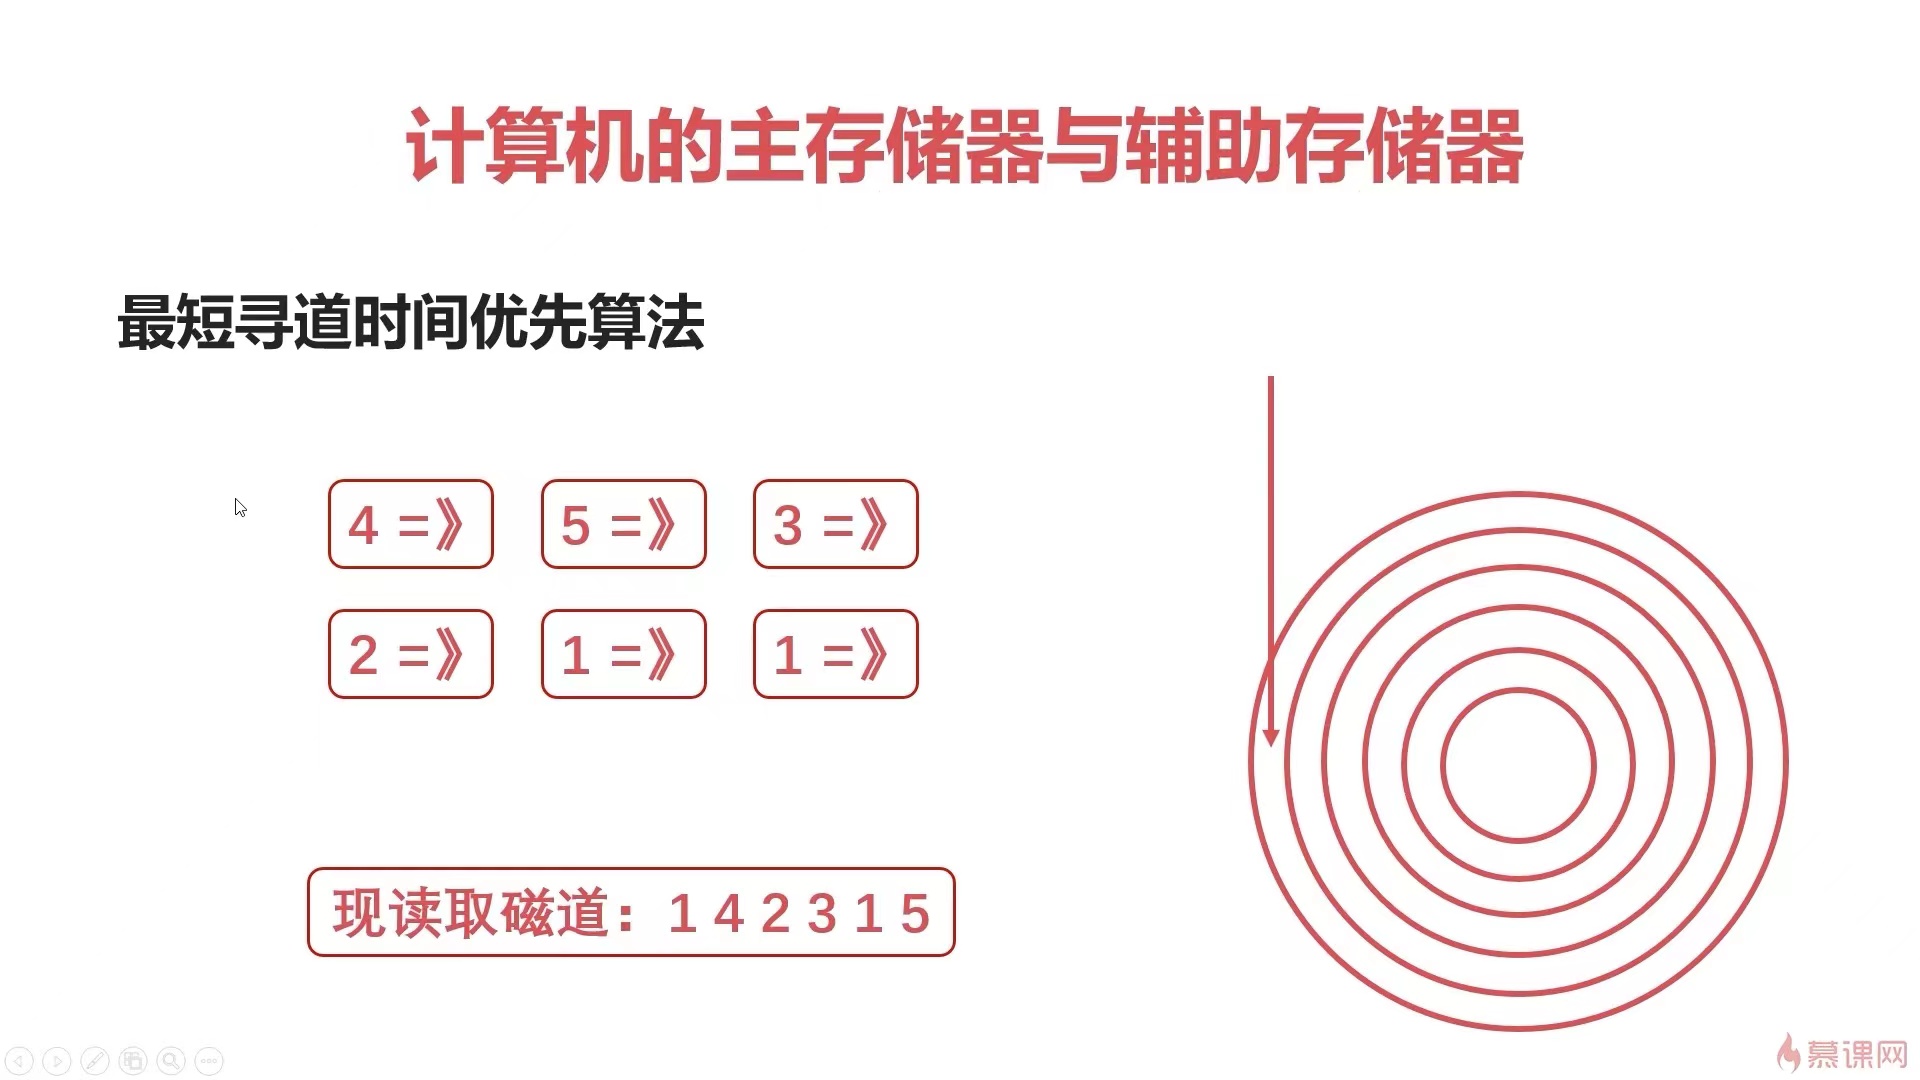 计算机的主存储器与辅助存储器
最短寻道时间优先算法
4 =》 5 =》 3 =》
2 =》 1 =》 1 =》
现读取磁道：1 4 2 3 1 5
慕课网